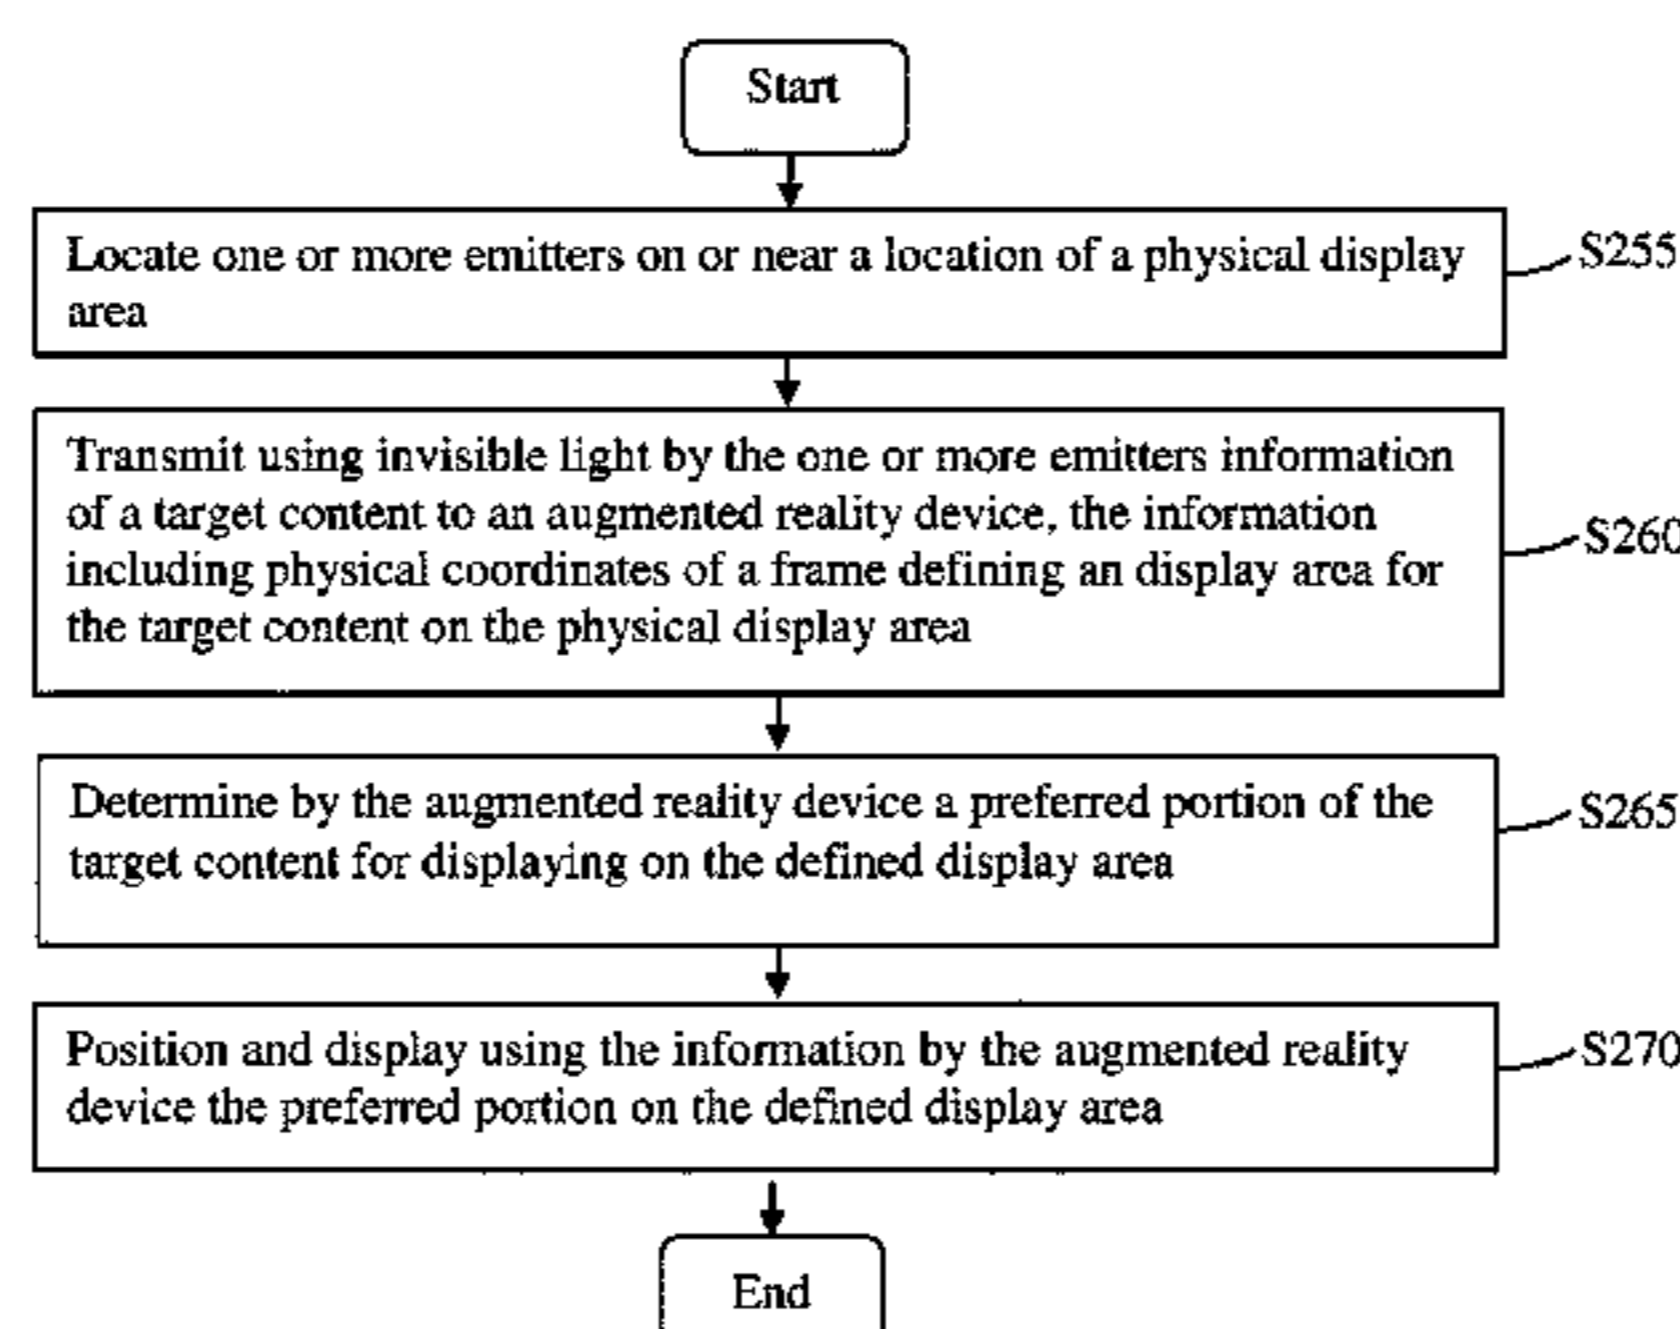 Start
Locate one or more emitters on or near a location of a physical display
area
S255
Transmit using invisible light by the one or more emitters information
of a target content to an augmented reality device, the information
including physical coordinates of a frame defining an display area for
the target content on the physical display area
S260
Determine by the augmented reality device a preferred portion of the
target content for displaying on the defined display area
S265
Position and display using the information by the augmented reality
device the preferred portion on the defined display area
S270
End